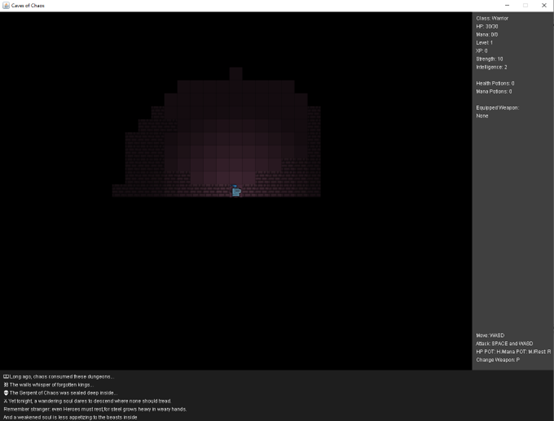 Caves of Chaos
Class: Warrior
HP: 30/30
Mana: 0/0
Level: 1
XP: 0
Strength: 10
Intelligence: 2
Health Potions: 0
Mana Potions: 0
Equipped Weapon:
None
Move: WASD
Attack: SPACE and WASD
HP POT: H/Mana POT: M/Rest R
Change Weapon: P
Long ago, chaos consumed these dungeons...
The walls whisper of forgotten kings...
The Serpent of Chaos was sealed deep inside...
Yet tonight, a wandering soul dares to descend where none should tread.
Remember stranger: even Heroes must rest, for steel grows heavy in weary hands.
And a weakened soul is less appetizing to the beasts inside